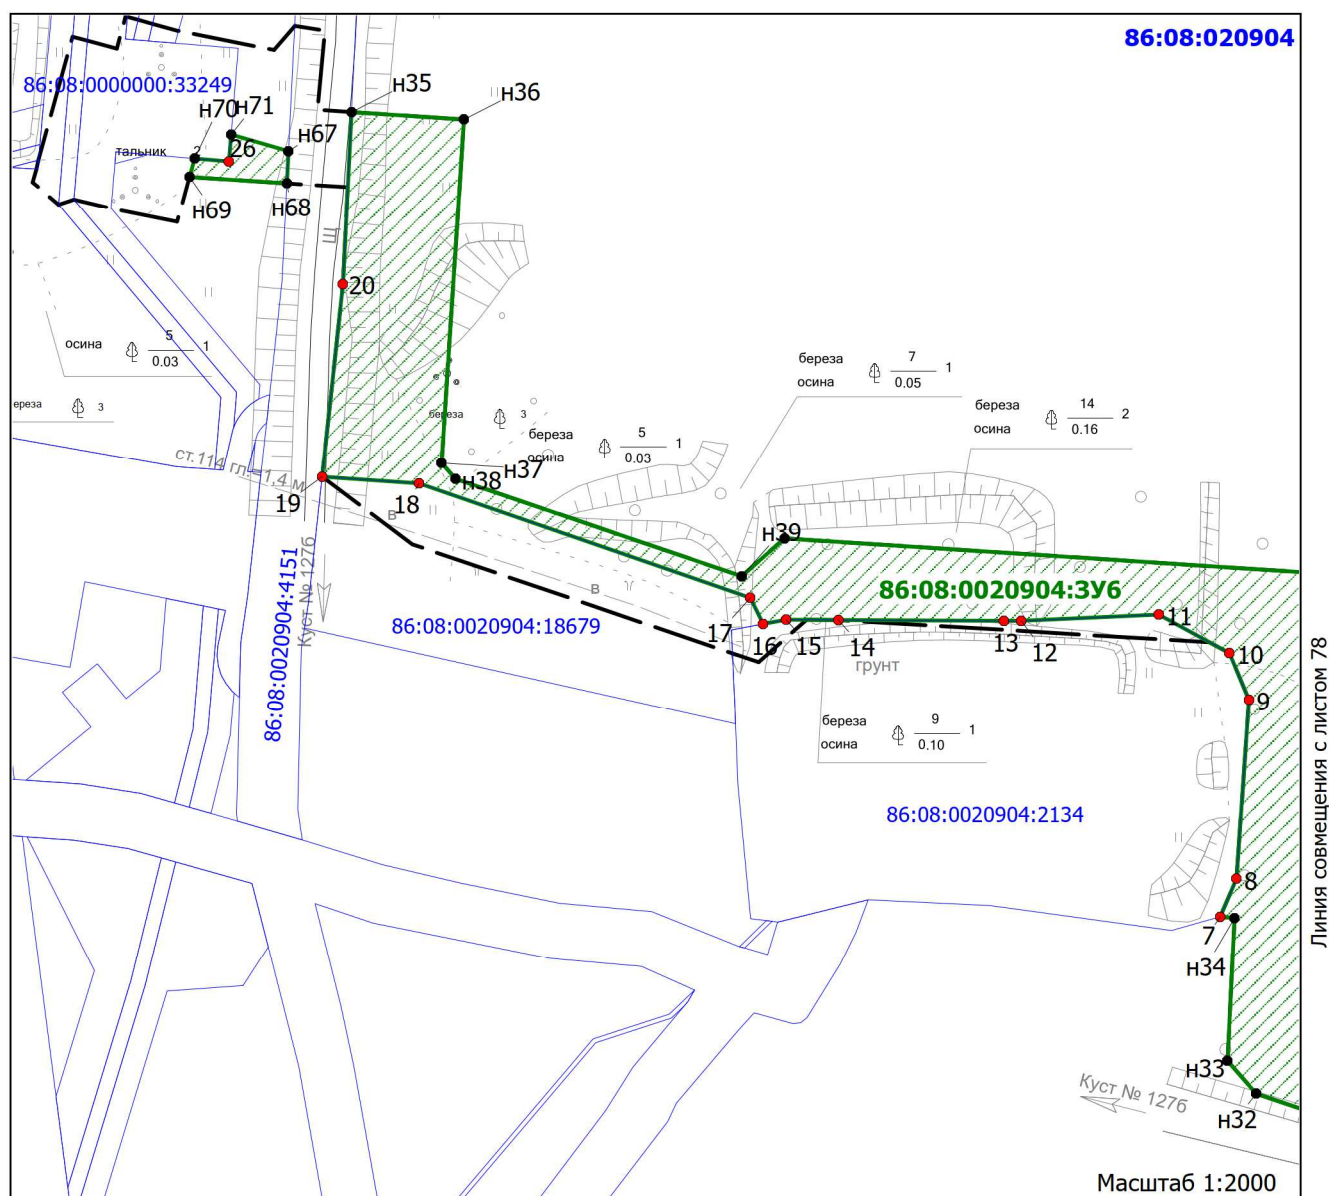 86:08:020904
86:08:0000000:33249
н35
н36
н70
н71
н67
2
26
тальник
н69
н68
Ш
20
осина
5
0.03
1
береза
осина
7
0.05
1
ереза
3
береза
3
береза
осина
5
0.03
1
береза
осина
14
0.16
2
ст.114 гл.=1,4 м
н37
н38
19
18
в
н39
86:08:0020904:ЗУ6
86:08:0020904:4151
Куст № 1276
в
86:08:0020904:18679
17
16
15
14
13
12
11
10
9
грунт
береза
осина
9
0.10
1
86:08:0020904:2134
8
7
н34
н33
Куст № 1276
н32
Линия совмещения с листом 78
Масштаб 1:2000